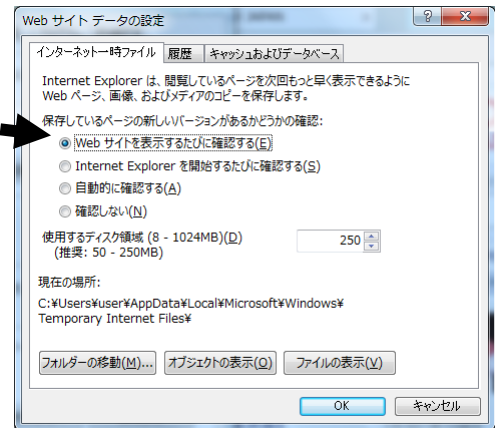 Web サイト データの設定
インターネット一時ファイル 履歴 キャッシュおよびデータベース
Internet Explorer は、閲覧しているページを次回もっと早く表示できるように
Web ページ、画像、およびメディアのコピーを保存します。
保存しているページの新しいバージョンがあるかどうかの確認:
Web サイトを表示するたびに確認する(E)
Internet Explorer を開始するたびに確認する(S)
自動的に確認する(A)
確認しない(N)
使用するディスク領域 (8 - 1024MB)(D) 250
(推奨: 50 - 250MB)
現在の場所:
C:¥Users¥user¥AppData¥Local¥Microsoft¥Windows¥
Temporary Internet Files¥
フォルダーの移動(M)... オブジェクトの表示(O) ファイルの表示(V)
OK キャンセル